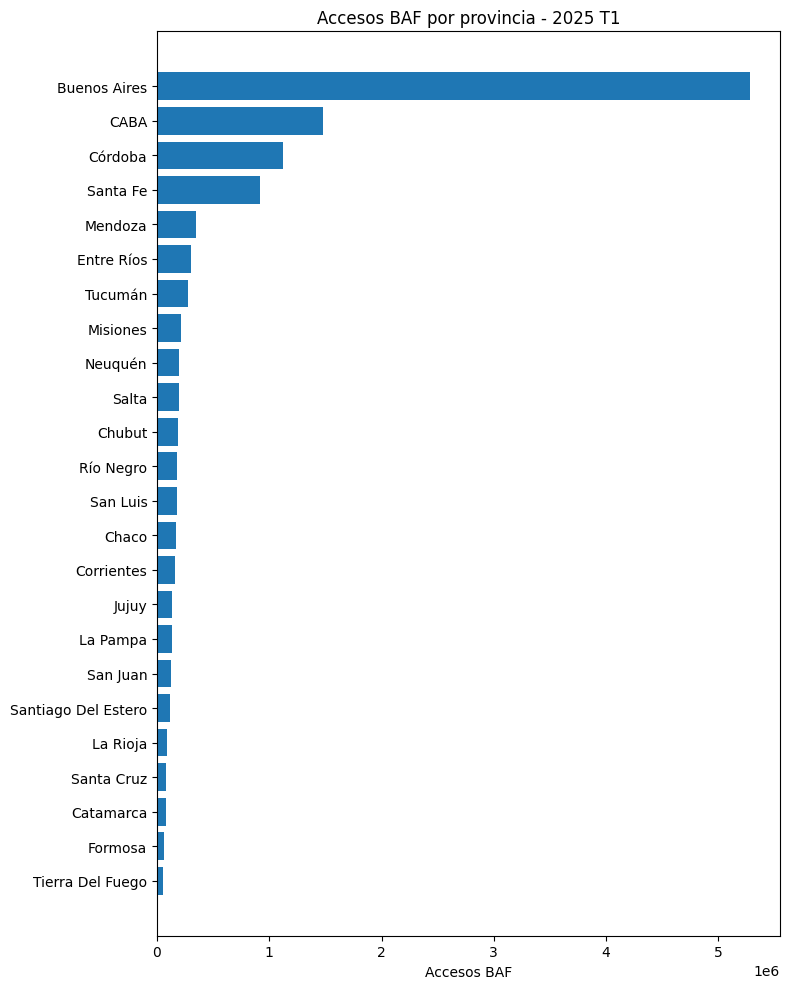 Accesos BAF por provincia - 2025 T1
Buenos Aires
CABA
Córdoba
Santa Fe
Mendoza
Entre Ríos
Tucumán
Misiones
Neuquén
Salta
Chubut
Río Negro
San Luis
Chaco
Corrientes
Jujuy
La Pampa
San Juan
Santiago Del Estero
La Rioja
Santa Cruz
Catamarca
Formosa
Tierra Del Fuego
0 1 2 3 4 5
1e6
Accesos BAF